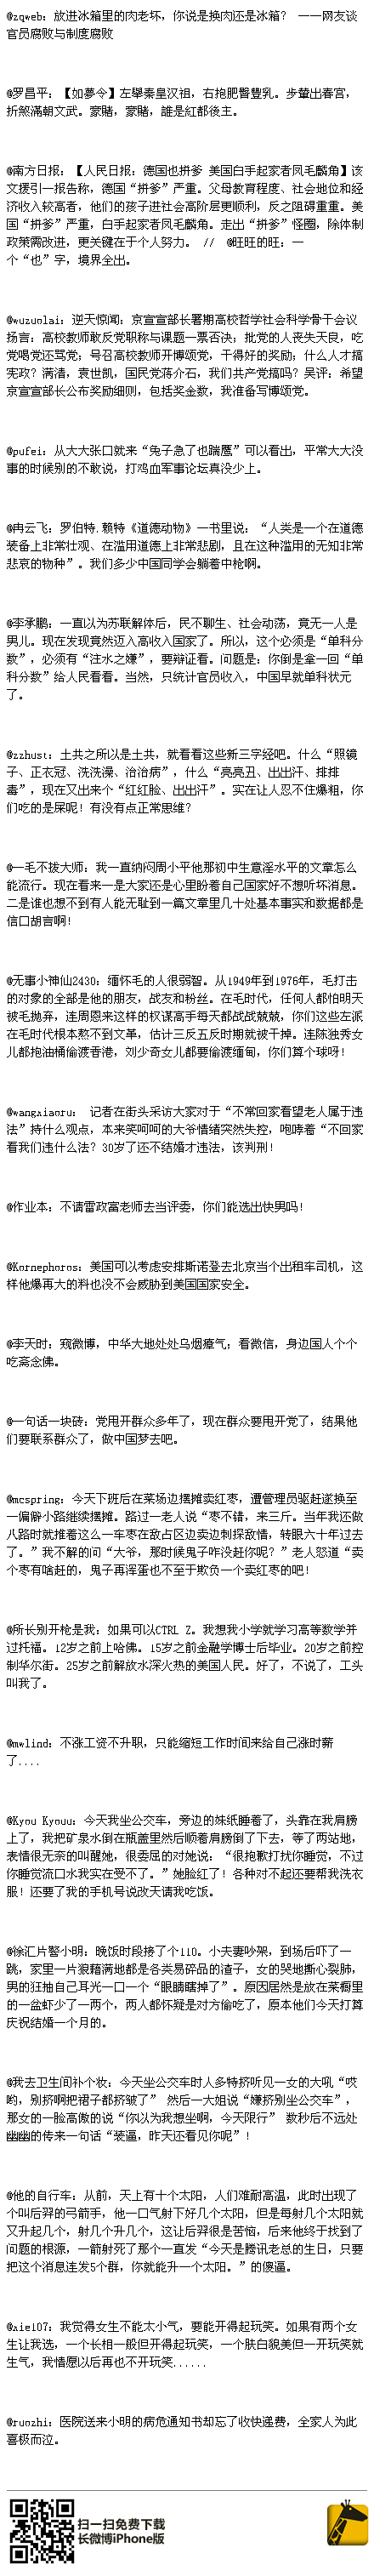 @zqweb：放进冰箱里的肉老坏，你说是换肉还是冰箱？ ——网友谈
官员腐败与制度腐败
@罗昌平：【如夢令】左舉秦皇汉祖，右抱肥臀豐乳。步輦出春宫，
折煞滿朝文武。蒙賭，蒙賭，誰是紅都後主。
@南方日报：【人民日报：德国也拼爹 美国白手起家者凤毛麟角】该
文援引一报告称，德国“拼爹”严重。父母教育程度、社会地位和经
济收入较高者，他们的孩子进社会高阶层更顺利，反之阻碍重重。美
国“拼爹”严重，白手起家者凤毛麟角。走出“拼爹”怪圈，除体制
政策需改进，更关键在于个人努力。 // @旺旺的旺：一
个“也”字，境界全出。
@wuzuolai：逆天惊闻：京宣宣部长暑期高校哲学社会科学骨干会议
扬言：高校教师敢反党职称与课题一票否决；批党的人丧失天良，吃
党喝党还骂党；号召高校教师开博颂党，干得好的奖励；什么人才搞
宪政？满清，袁世凯，国民党蒋介石，我们共产党搞吗？吴评：希望
京宣宣部长公布奖励细则，包括奖金数，我准备写博颂党。
@pufei：从大大张口就来“兔子急了也踹鹰”可以看出，平常大大没
事的时候别的不敢说，打鸡血军事论坛真没少上。
@冉云飞：罗伯特.赖特《道德动物》一书里说：“人类是一个在道德
装备上非常壮观、在滥用道德上非常悲剧，且在这种滥用的无知非常
悲哀的物种”。我们多少中国同学会躺着中枪啊。
@李承鹏：一直以为苏联解体后，民不聊生、社会动荡，竟无一人是
男儿。现在发现竟然迈入高收入国家了。所以，这个必须是“单科分
数”，必须有“注水之嫌”，要辩证看。问题是：你倒是拿一回“单
科分数”给人民看看。当然，只统计官员收入，中国早就单科状元
了。
@zzhust：土共之所以是土共，就看看这些新三字经吧。什么“照镜
子、正衣冠、洗洗澡、治治病”，什么“亮亮丑、出出汗、排排
毒”，现在又出来个“红红脸、出出汗”。实在让人忍不住爆粗，你
们吃的是屎呢！有没有点正常思维？
@一毛不拔大师：我一直纳闷周小平他那初中生意淫水平的文章怎么
能流行。现在看来一是大家还是心里盼着自己国家好不想听坏消息。
二是谁也想不到有人能无耻到一篇文章里几十处基本事实和数据都是
信口胡言啊！
@无事小神仙2430：缅怀毛的人很弱智。从1949年到1976年，毛打击
的对象的全部是他的朋友，战友和粉丝。在毛时代，任何人都怕明天
被毛抛弃，连周恩来这样的权谋高手每天都战战兢兢，你们这些左派
在毛时代根本熬不到文革，估计三反五反时期就被干掉。连陈独秀女
儿都抱油桶偷渡香港，刘少奇女儿都要偷渡缅甸，你们算个球呀！
@wangxiaoru： 记者在街头采访大家对于“不常回家看望老人属于违
法”持什么观点，本来笑呵呵的大爷情绪突然失控，咆哮着“不回家
看我们违什么法？30岁了还不结婚才违法，该判刑！
@作业本：不请雷政富老师去当评委，你们能选出快男吗！
@Kornephoros：美国可以考虑安排斯诺登去北京当个出租车司机，这
样他爆再大的料也没不会威胁到美国国家安全。
@李天时：窥微博，中华大地处处乌烟瘴气；看微信，身边国人个个
吃斋念佛。
@一句话一块砖：党甩开群众多年了，现在群众要甩开党了，结果他
们要联系群众了，做中国梦去吧。
@mcspring：今天下班后在菜场边摆摊卖红枣，遭管理员驱赶遂换至
一偏僻小路继续摆摊。路过一老人说“枣不错，来三斤。当年我还做
八路时就推着这么一车枣在敌占区边卖边刺探敌情，转眼六十年过去
了。”我不解的问“大爷，那时候鬼子咋没赶你呢？”老人怒道“卖
个枣有啥赶的，鬼子再浑蛋也不至于欺负一个卖红枣的吧！
@所长别开枪是我：如果可以CTRL Z。我想我小学就学习高等数学并
过托福。12岁之前上哈佛。15岁之前金融学博士后毕业。20岁之前控
制华尔街。25岁之前解放水深火热的美国人民。好了，不说了，工头
叫我了。
@mwlind：不涨工资不升职，只能缩短工作时间来给自己涨时薪
了....
@Kyou Kyouu：今天我坐公交车，旁边的妹纸睡着了，头靠在我肩膀
上了，我把矿泉水倒在瓶盖里然后顺着肩膀倒了下去，等了两站地，
表情很无奈的叫醒她，很委屈的对她说：“很抱歉打扰你睡觉，不过
你睡觉流口水我实在受不了。”她脸红了！各种对不起还要帮我洗衣
服！还要了我的手机号说改天请我吃饭。
@徐汇片警小明：晚饭时段接了个110。小夫妻吵架，到场后吓了一
跳，家里一片狼藉满地都是各类易碎品的渣子，女的哭地撕心裂肺，
男的狂抽自己耳光一口一个“眼睛瞎掉了”。原因居然是放在菜橱里
的一盆虾少了一两个，两人都怀疑是对方偷吃了，原本他们今天打算
庆祝结婚一个月的。
@我去卫生间补个妆：今天坐公交车时人多特挤听见一女的大吼“哎
哟，别挤啊把裙子都挤皱了” 然后一大姐说“嫌挤别坐公交车”，
那女的一脸高傲的说“你以为我想坐啊，今天限行” 数秒后不远处
幽幽的传来一句话“装逼，昨天还看见你呢”！
@他的自行车：从前，天上有十个太阳，人们难耐高温，此时出现了
个叫后羿的弓箭手，他一口气射下好几个太阳，但是每射几个太阳就
又升起几个，射几个升几个，这让后羿很是苦恼，后来他终于找到了
问题的根源，一箭射死了那个一直发“今天是腾讯老总的生日，只要
把这个消息连发5个群，你就能升一个太阳。”的傻逼。
@xie107：我觉得女生不能太小气，要能开得起玩笑。如果有两个女
生让我选，一个长相一般但开得起玩笑，一个肤白貌美但一开玩笑就
生气，我情愿以后再也不开玩笑......
@ruozhi：医院送来小明的病危通知书却忘了收快递费，全家人为此
喜极而泣。
扫一扫免费下载
长微博iPhone版